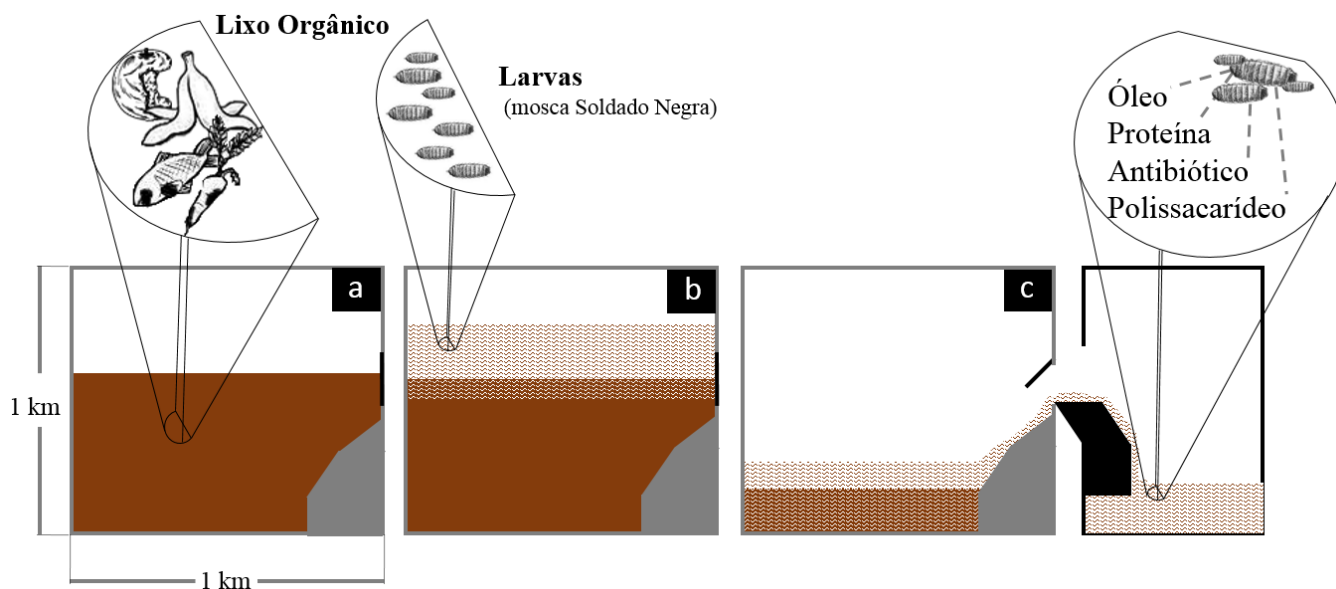 Lixo Orgânico
Larvas
(mosca Soldado Negra)
Óleo
Proteína
Antibiótico
Polissacarídeo
a
b
c
1 km
1 km